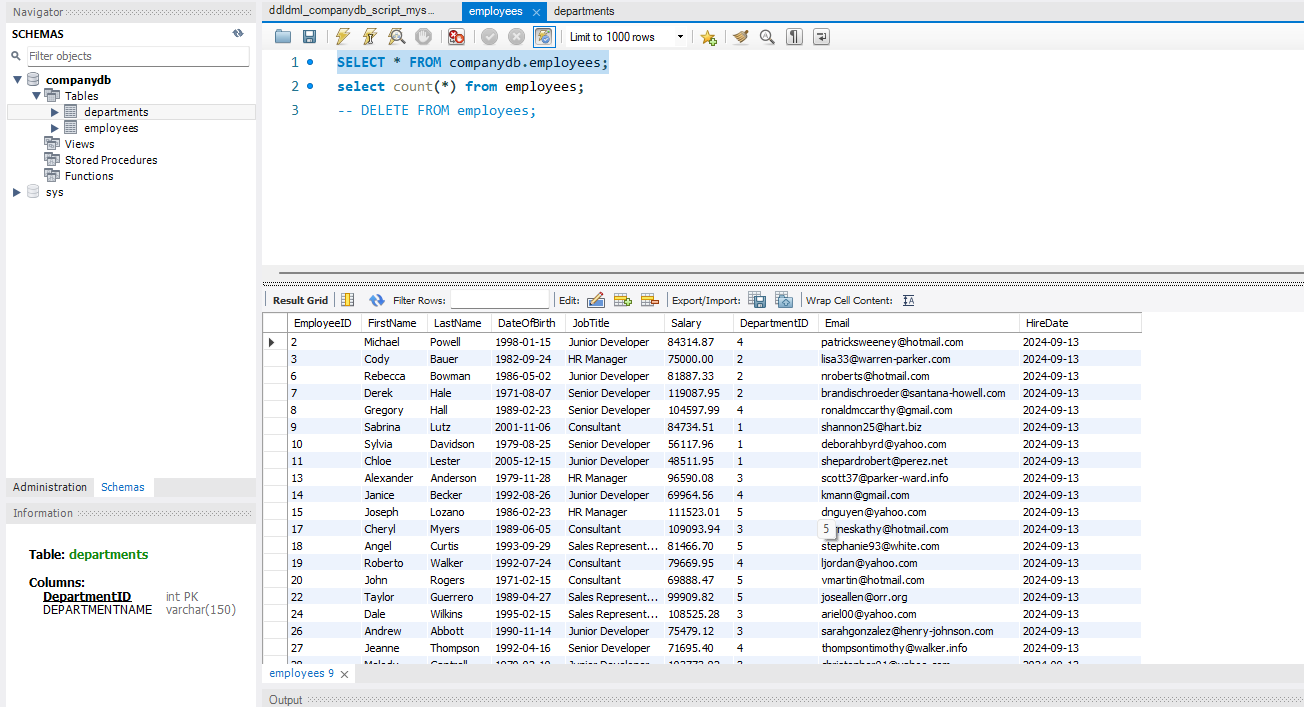 Navigator
SCHEMAS
Filter objects
companydb
Tables
departments
employees
Views
Stored Procedures
Functions
sys
Administration Schemas
Information
Table: departments
Columns:
DepartmentID int PK
DEPARTMENTNAME varchar(150)
ddldml_companydb_script_mys... employees departments
Limit to 1000 rows
1 SELECT * FROM companydb.employees;
2 select count(*) from employees;
3 -- DELETE FROM employees;
Result Grid Filter Rows: Edit: Export/Import: Wrap Cell Content:
EmployeeID FirstName LastName DateOfBirth JobTitle Salary DepartmentID Email HireDate
2 Michael Powell 1998-01-15 Junior Developer 84314.87 4 patricksweeney@hotmail.com 2024-09-13
3 Cody Bauer 1982-09-24 HR Manager 75000.00 2 lisa33@warren-parker.com 2024-09-13
6 Rebecca Bowman 1986-05-02 Junior Developer 81887.33 2 nroberts@hotmail.com 2024-09-13
7 Derek Hale 1971-08-07 Senior Developer 119087.95 2 brandischroeder@santana-howell.com 2024-09-13
8 Gregory Hall 1989-02-23 Senior Developer 104597.99 4 ronaldmccarthy@gmail.com 2024-09-13
9 Sabrina Lutz 2001-11-06 Consultant 84734.51 1 shannon25@hart.biz 2024-09-13
10 Sylvia Davidson 1979-08-25 Senior Developer 56117.96 1 deborahbyrd@yahoo.com 2024-09-13
11 Chloe Lester 2005-12-15 Junior Developer 48511.95 1 shepardrobert@perez.net 2024-09-13
13 Alexander Anderson 1979-11-28 HR Manager 96590.08 3 scott37@parker-ward.info 2024-09-13
14 Janice Becker 1992-08-26 Junior Developer 69964.56 4 kmann@gmail.com 2024-09-13
15 Joseph Lozano 1986-02-23 HR Manager 111523.01 5 dnguyen@yahoo.com 2024-09-13
17 Cheryl Myers 1989-06-05 Consultant 109093.94 3 5 neskathy@hotmail.com 2024-09-13
18 Angel Curtis 1993-09-29 Sales Represent... 81466.70 5 stephanie93@white.com 2024-09-13
19 Roberto Walker 1992-07-24 Consultant 79669.95 4 ljordan@yahoo.com 2024-09-13
20 John Rogers 1971-02-15 Consultant 69888.47 5 vmartin@hotmail.com 2024-09-13
22 Taylor Guerrero 1989-04-27 Sales Represent... 99909.82 5 joseallen@orr.org 2024-09-13
24 Dale Wilkins 1995-02-15 Sales Represent... 108525.28 3 ariel00@yahoo.com 2024-09-13
26 Andrew Abbott 1990-11-14 Junior Developer 75479.12 3 sarahgonzalez@henry-johnson.com 2024-09-13
27 Jeanne Thompson 1992-04-16 Senior Developer 71695.40 4 thompsontimothy@walker.info 2024-09-13
employees 9
Output